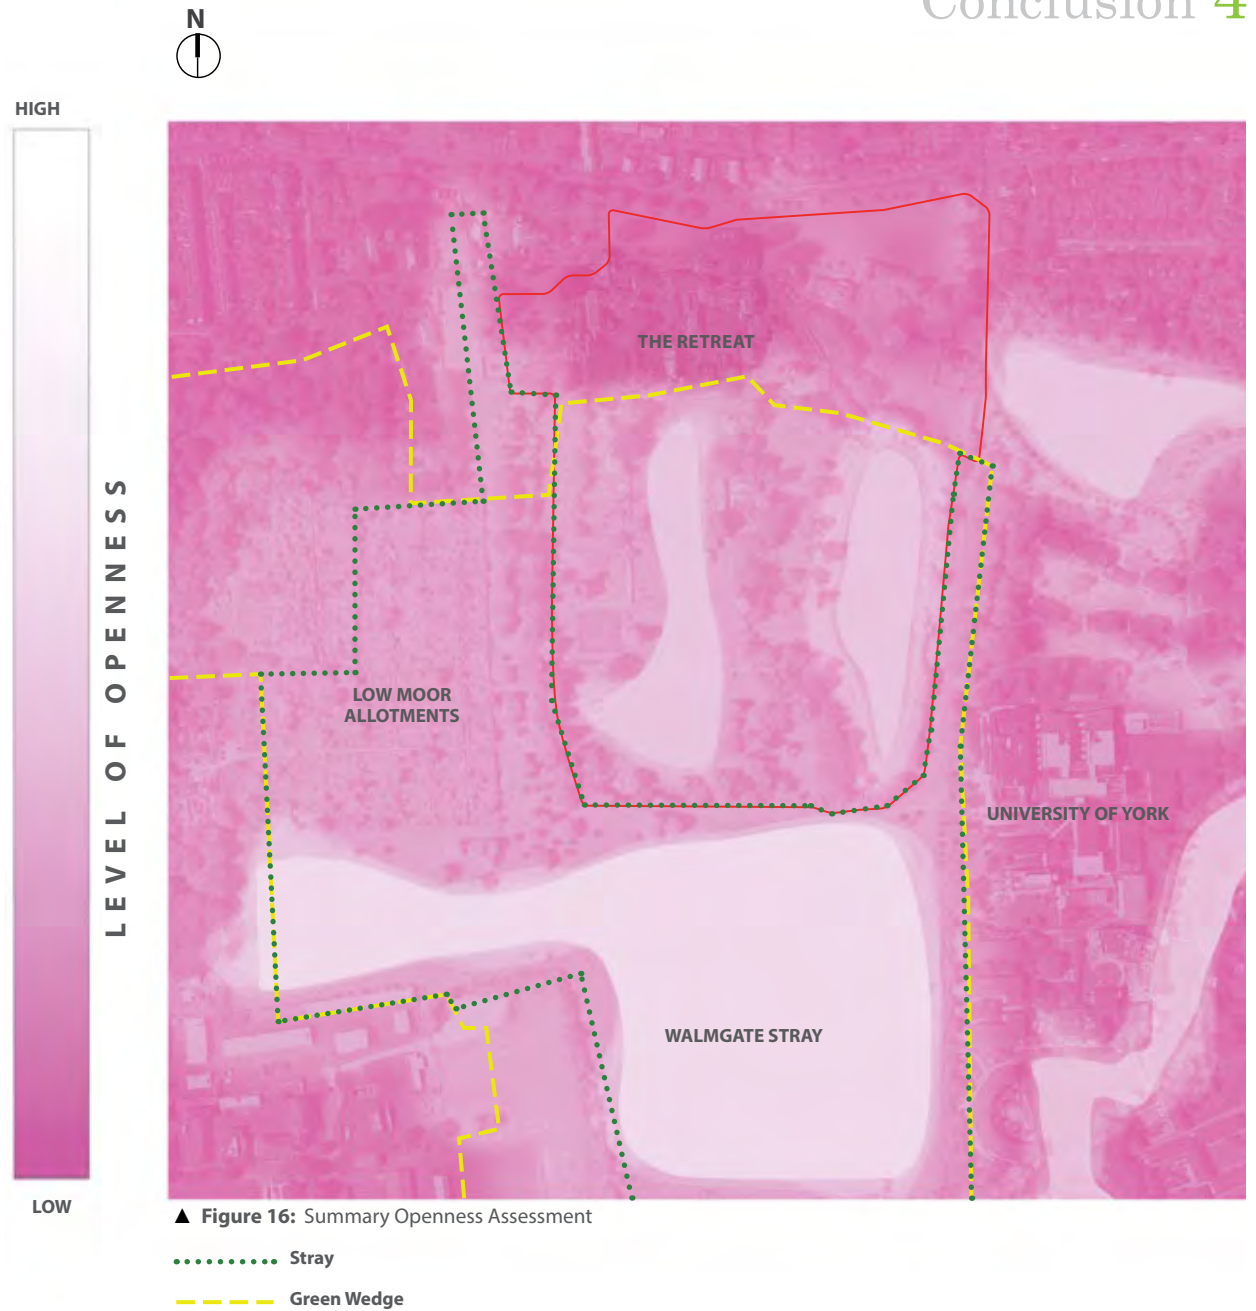 Conclusion 4
N
HIGH
LEVEL OF OPENNESS
LOW
THE RETREAT
LOW MOOR
ALLOTMENTS
UNIVERSITY OF YORK
WALMGATE STRAY
▲ Figure 16: Summary Openness Assessment
Stray
Green Wedge